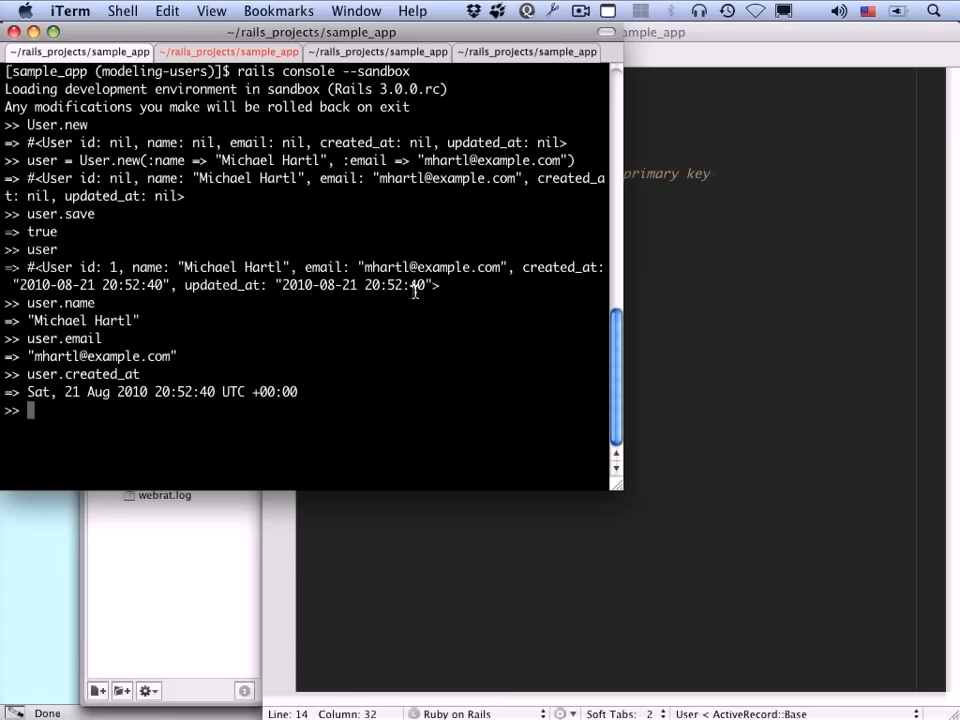 iTerm Shell Edit View Bookmarks Window Help
~/rails_projects/sample_app
ample_app
~/rails_projects/sample_app ~/rails_projects/sample_app ~/rails_projects/sample_app ~/rails_projects/sample_app
[sample_app (modeling-users)]$ rails console --sandbox
Loading development environment in sandbox (Rails 3.0.0.rc)
Any modifications you make will be rolled back on exit
>> User.new
=> #<User id: nil, name: nil, email: nil, created_at: nil, updated_at: nil>
>> user = User.new(:name => "Michael Hartl", :email => "mhartl@example.com")
=> #<User id: nil, name: "Michael Hartl", email: "mhartl@example.com", created_a
t: nil, updated_at: nil>
primary key
>> user.save
=> true
>> user
=> #<User id: 1, name: "Michael Hartl", email: "mhartl@example.com", created_at:
"2010-08-21 20:52:40", updated_at: "2010-08-21 20:52:40">
>> user.name
=> "Michael Hartl"
>> user.email
=> "mhartl@example.com"
>> user.created_at
=> Sat, 21 Aug 2010 20:52:40 UTC +00:00
>>
webrat.log
Done
Line: 14 Column: 32 Ruby on Rails Soft Tabs: 2 User < ActiveRecord::Base